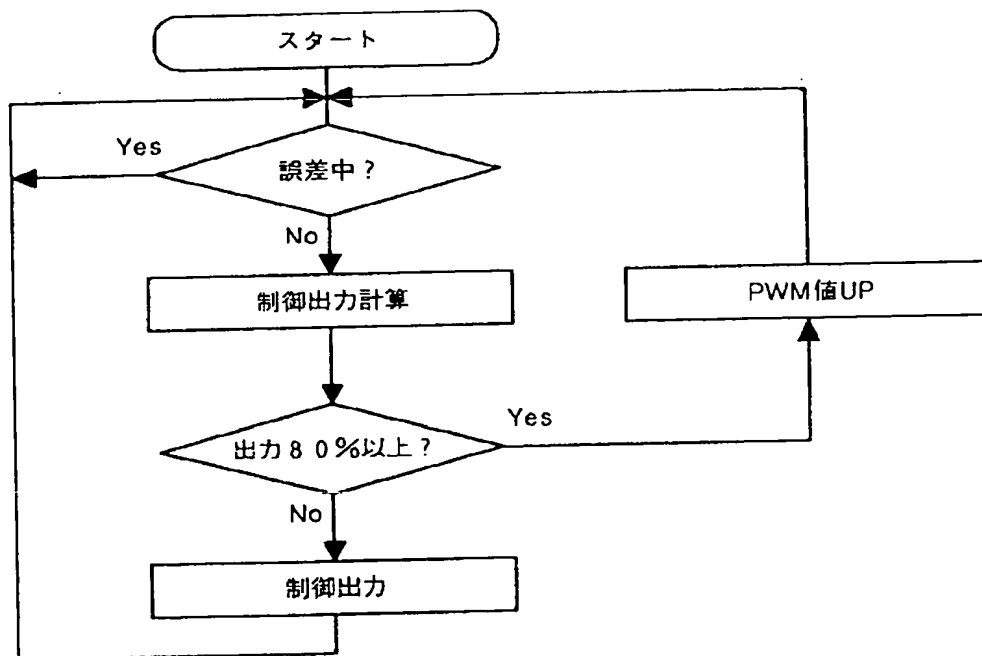 スタート
Yes
誤差中?
No
制御出力計算
PWM値UP
Yes
出力80%以上?
No
制御出力